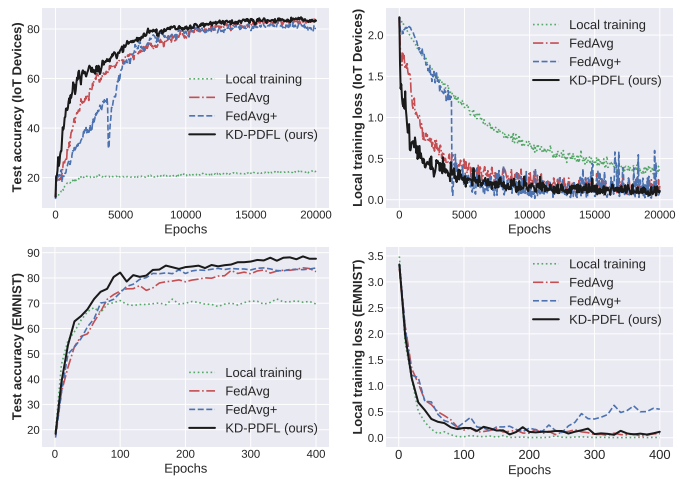 Test accuracy (IoT Devices)
80
60
40
20
0
5000
10000
15000
20000
Epochs
Local training
FedAvg
FedAvg+
KD-PDFL (ours)
Local training loss (IoT Devices)
2.0
1.5
1.0
0.5
0.0
0
5000
10000
15000
20000
Epochs
Local training
FedAvg
FedAvg+
KD-PDFL (ours)
Test accuracy (EMNIST)
90
80
70
60
50
40
30
20
0
100
200
300
400
Epochs
Local training
FedAvg
FedAvg+
KD-PDFL (ours)
Local training loss (EMNIST)
3.5
3.0
2.5
2.0
1.5
1.0
0.5
0.0
0
100
200
300
400
Epochs
Local training
FedAvg
FedAvg+
KD-PDFL (ours)